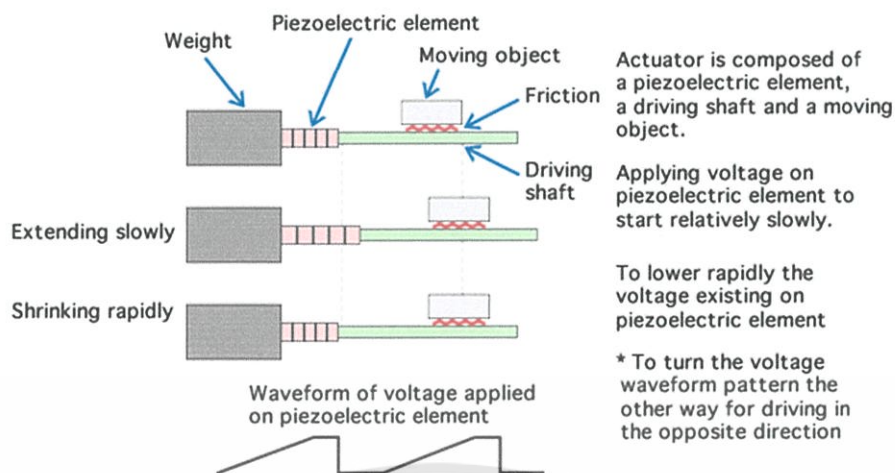 Piezoelectric element
Weight
Moving object
Friction
Driving
shaft
Actuator is composed of
a piezoelectric element,
a driving shaft and a moving
object.
Applying voltage on
piezoelectric element to
start relatively slowly.
Extending slowly
To lower rapidly the
voltage existing on
piezoelectric element
Shrinking rapidly
* To turn the voltage
waveform pattern the
other way for driving in
the opposite direction
Waveform of voltage applied
on piezoelectric element